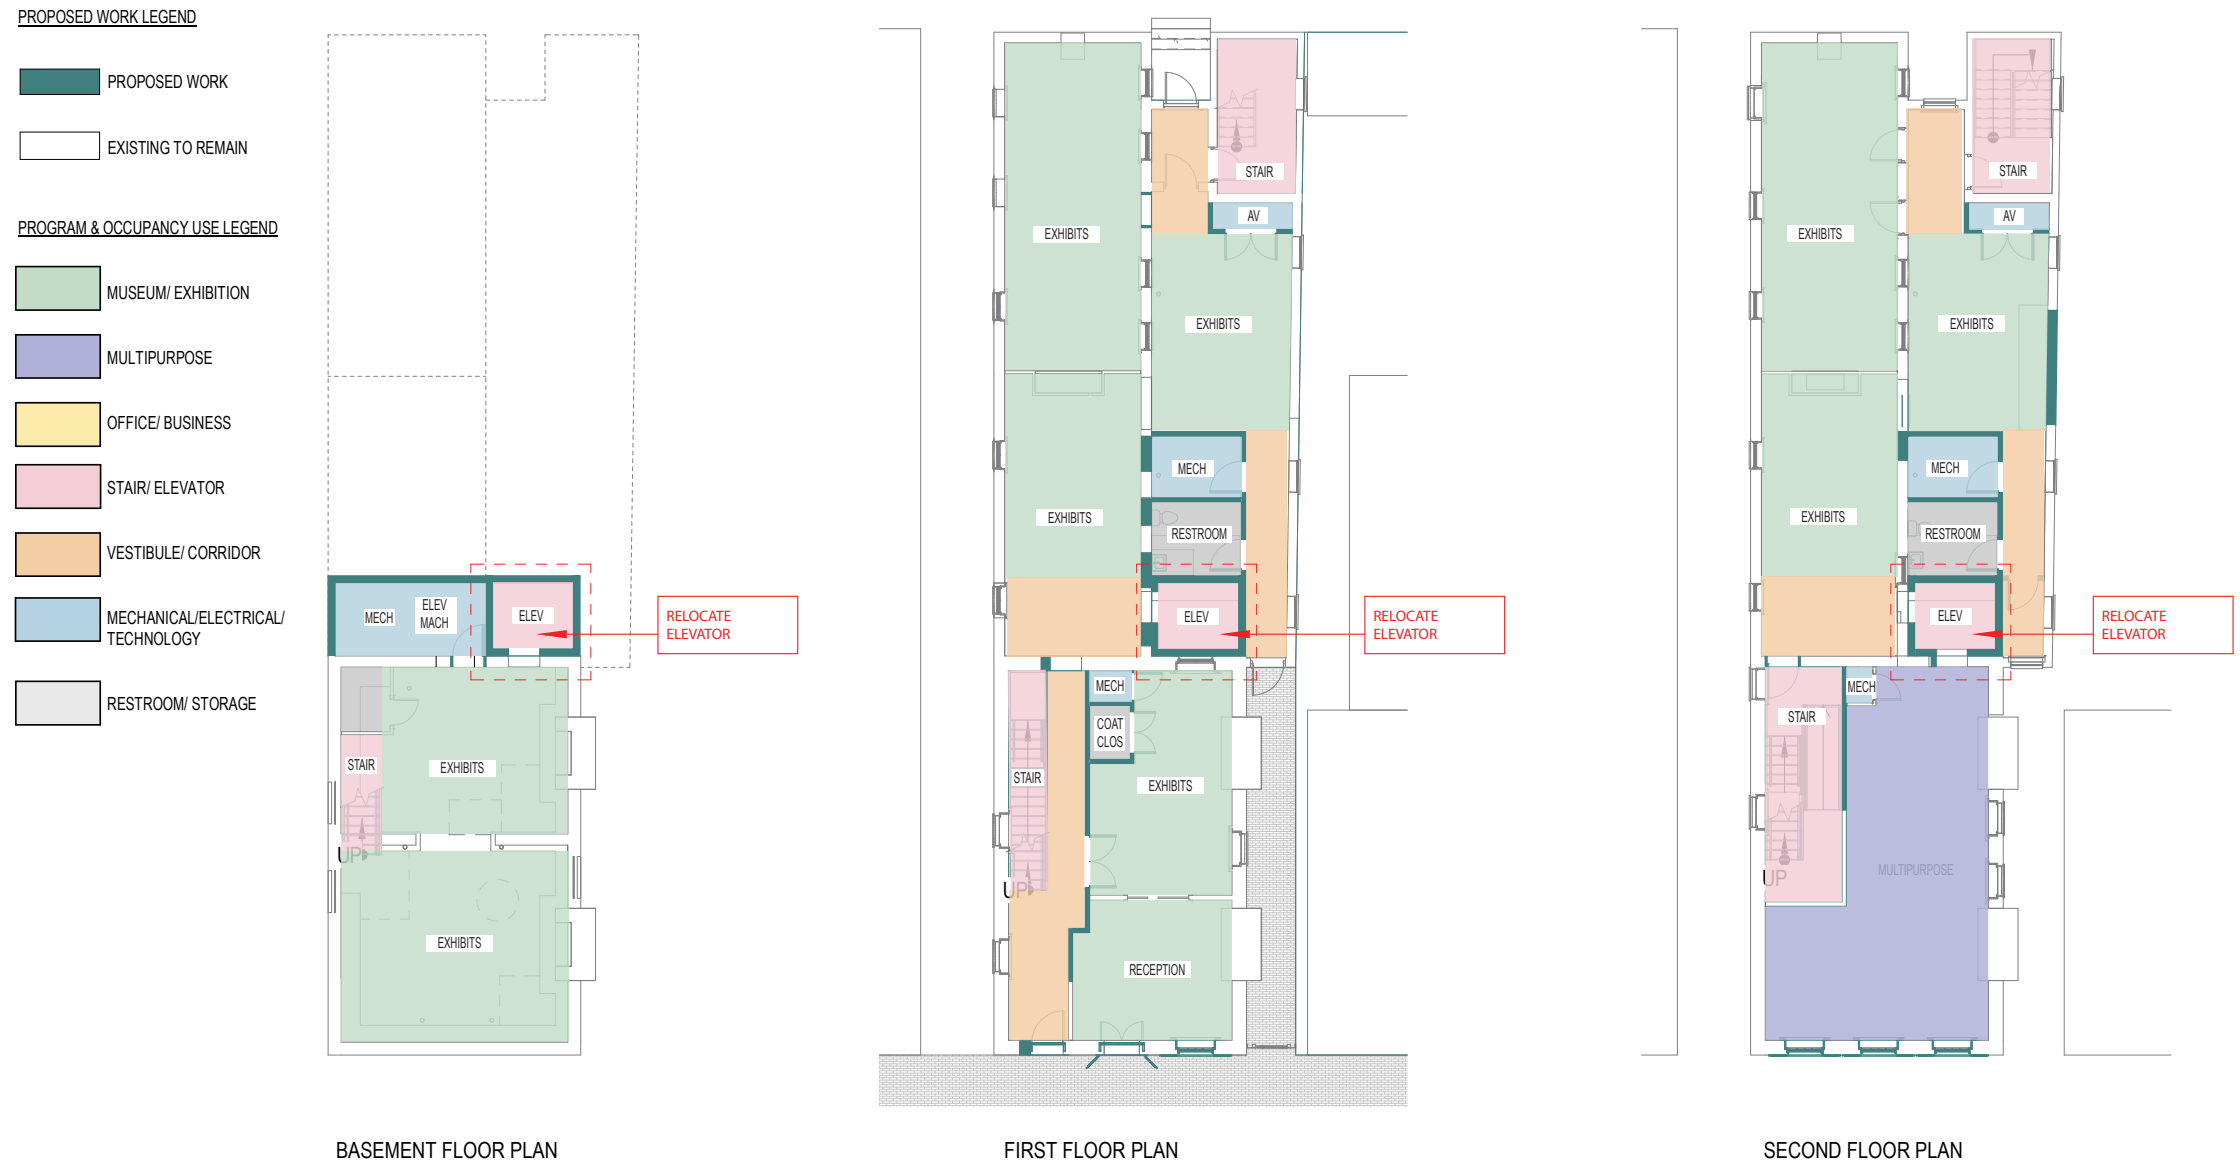 PROPOSED WORK LEGEND
PROPOSED WORK
EXISTING TO REMAIN
PROGRAM & OCCUPANCY USE LEGEND
MUSEUM/ EXHIBITION
MULTIPURPOSE
OFFICE/ BUSINESS
STAIR/ ELEVATOR
VESTIBULE/ CORRIDOR
MECHANICAL/ELECTRICAL/
TECHNOLOGY
RESTROOM/ STORAGE
MECH
ELEV
MACH
ELEV
RELOCATE
ELEVATOR
STAIR
EXHIBITS
UP
EXHIBITS
BASEMENT FLOOR PLAN
STAIR
AV
EXHIBITS
EXHIBITS
MECH
EXHIBITS
RESTROOM
ELEV
RELOCATE
ELEVATOR
MECH
COAT
CLOS
STAIR
EXHIBITS
UP
RECEPTION
FIRST FLOOR PLAN
STAIR
AV
EXHIBITS
EXHIBITS
MECH
EXHIBITS
RESTROOM
ELEV
RELOCATE
ELEVATOR
MECH
STAIR
UP
MULTIPURPOSE
SECOND FLOOR PLAN